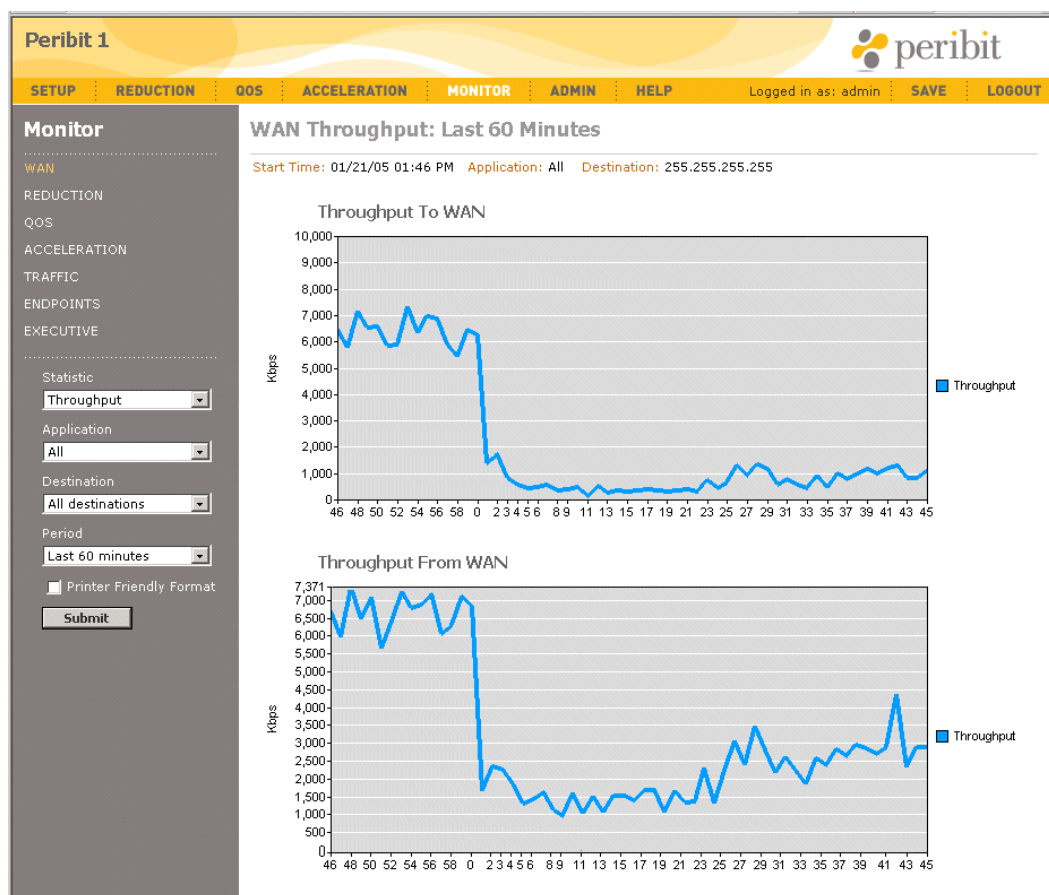 Peribit 1
peribit
SETUP REDUCTION QOS ACCELERATION MONITOR ADMIN HELP Logged in as: admin SAVE LOGOUT
Monitor
WAN
REDUCTION
QOS
ACCELERATION
TRAFFIC
ENDPOINTS
EXECUTIVE
Statistic
Throughput
Application
All
Destination
All destinations
Period
Last 60 minutes
Printer Friendly Format
Submit
WAN Throughput: Last 60 Minutes
Start Time: 01/21/05 01:46 PM Application: All Destination: 255.255.255.255
Throughput To WAN
10,000
9,000
8,000
7,000
6,000
5,000
4,000
3,000
2,000
1,000
0
Kbps
46 48 50 52 54 56 58 0 2 3 4 5 6 8 9 11 13 15 17 19 21 23 25 27 29 31 33 35 37 39 41 43 45
Throughput
Throughput From WAN
7,371
7,000
6,500
6,000
5,500
5,000
4,500
4,000
3,500
3,000
2,500
2,000
1,500
1,000
500
0
Kbps
46 48 50 52 54 56 58 0 2 3 4 5 6 8 9 11 13 15 17 19 21 23 25 27 29 31 33 35 37 39 41 43 45
Throughput